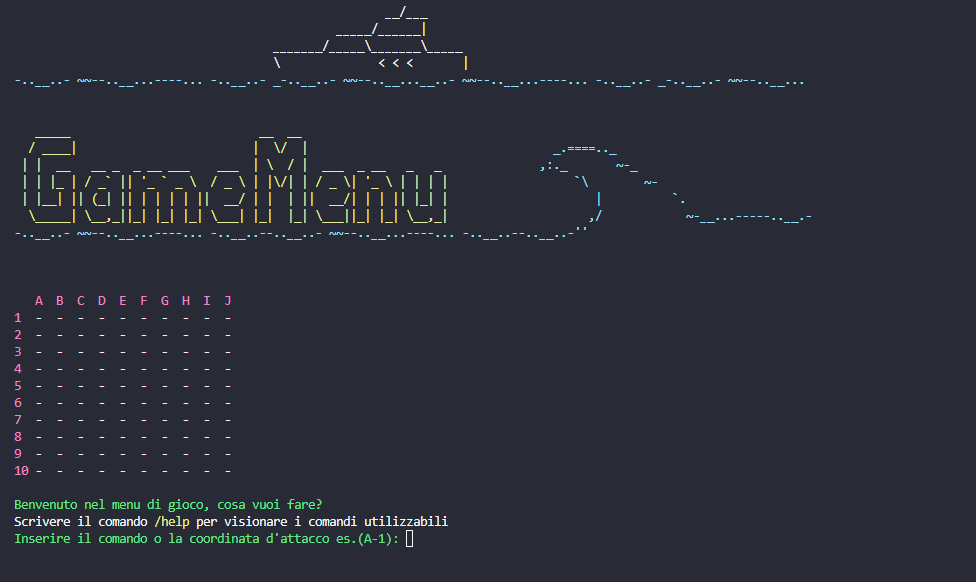 GameMenu
A B C D E F G H I J
1 - - - - - - - - - -
2 - - - - - - - - - -
3 - - - - - - - - - -
4 - - - - - - - - - -
5 - - - - - - - - - -
6 - - - - - - - - - -
7 - - - - - - - - - -
8 - - - - - - - - - -
9 - - - - - - - - - -
10 - - - - - - - - - -
Benvenuto nel menu di gioco, cosa vuoi fare?
Scrivere il comando /help per visionare i comandi utilizzabili
Inserire il comando o la coordinata d'attacco es.(A-1):